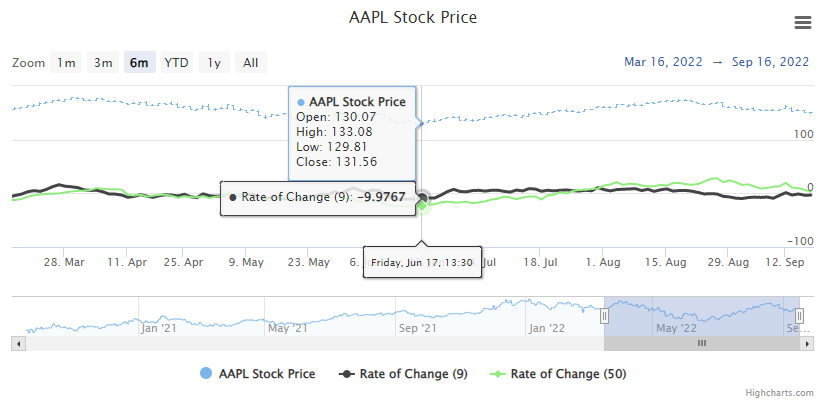 AAPL Stock Price
Zoom 1m 3m 6m YTD 1y All
Mar 16, 2022 → Sep 16, 2022
AAPL Stock Price
Open: 130.07
High: 133.08
Low: 129.81
Close: 131.56
100
Rate of Change (9): -9.9767
0
-100
28. Mar 11. Apr 25. Apr 9. May 23. May 6. Jul 18. Jul 1. Aug 15. Aug 29. Aug 12. Sep
Friday, Jun 17, 13:30
Jan '21 May '21 Sep '21 Jan '22 May '22 Se...
AAPL Stock Price Rate of Change (9) Rate of Change (50)
Highcharts.com